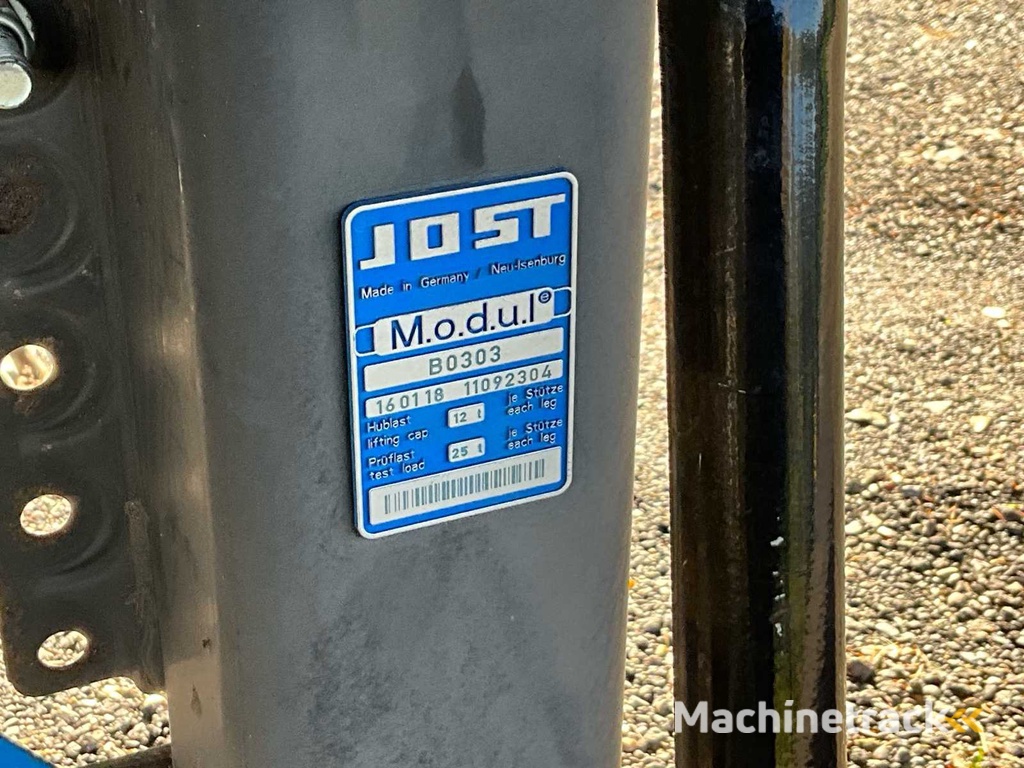 JOST
Made in Germany / Neu-Isenburg
M.o.d.u.l®
B0303
160118 11092304
Hublast 12 t je Stütze
lifting cap each leg
Prüflast 25 t je Stütze
test load each leg
Machinetrack